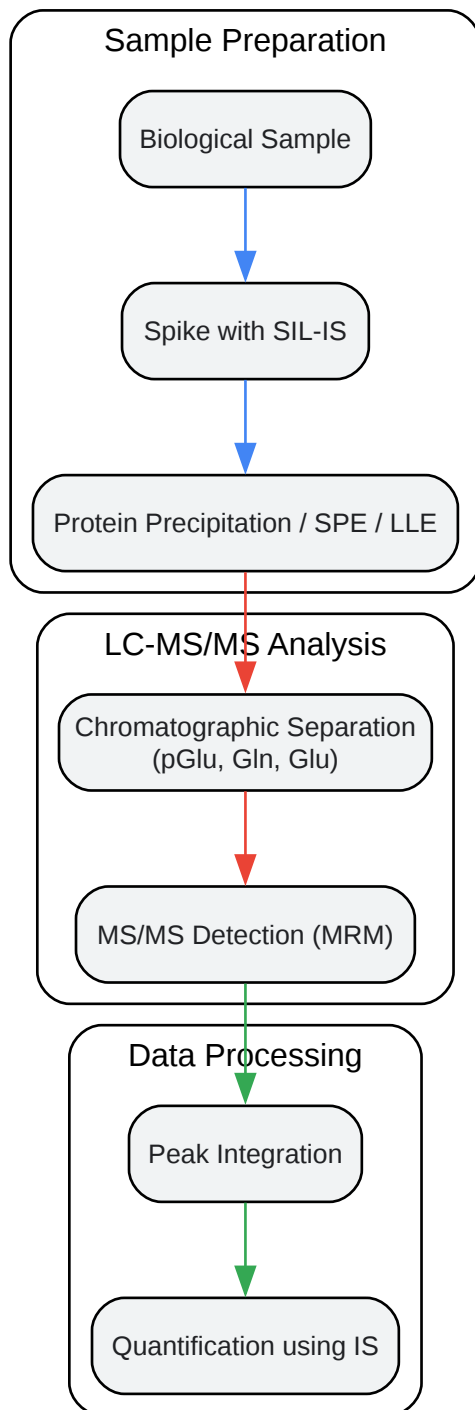 Sample Preparation
Biological Sample
Spike with SIL-IS
Protein Precipitation / SPE / LLE
LC-MS/MS Analysis
Chromatographic Separation
(pGlu, Gln, Glu)
MS/MS Detection (MRM)
Data Processing
Peak Integration
Quantification using IS